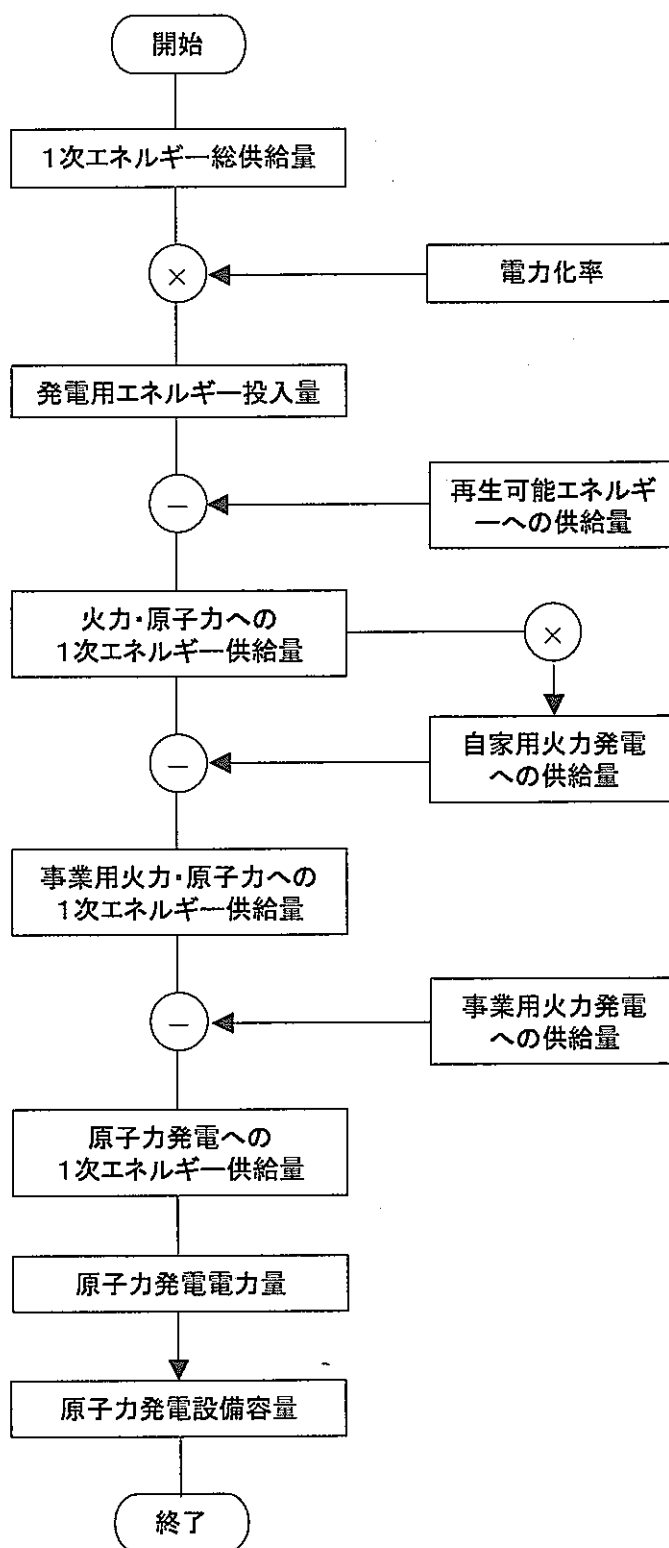 開始
1次エネルギー総供給量
×
電力化率
発電用エネルギー投入量
−
再生可能エネルギ
ーへの供給量
火力・原子力への
1次エネルギー供給量
×
−
自家用火力発電
への供給量
事業用火力・原子力への
1次エネルギー供給量
−
事業用火力発電
への供給量
原子力発電への
1次エネルギー供給量
原子力発電電力量
原子力発電設備容量
終了